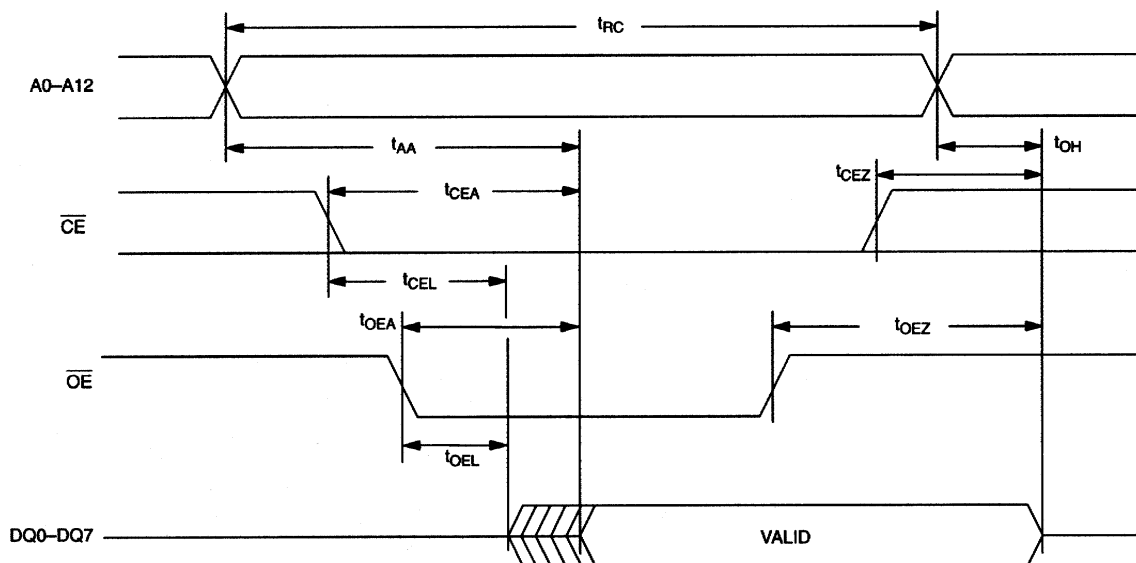 tRC
A0–A12
tAA
tOH
tCEA
tCEZ
CE
tCEL
tOEA
tOEZ
OE
tOEL
DQ0–DQ7
VALID